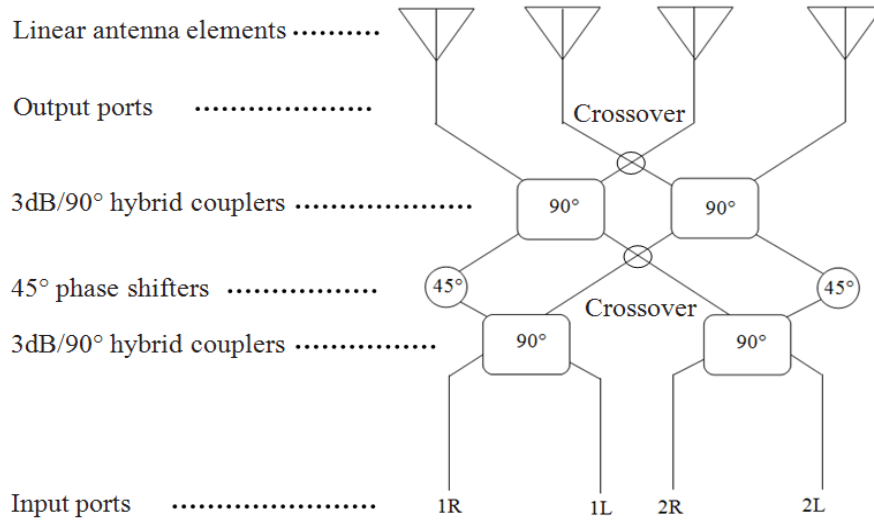 Linear antenna elements ..........
Output ports ....................
Crossover
3dB/90° hybrid couplers ....................
90° 90°
45° phase shifters .................
45° 45°
Crossover
3dB/90° hybrid couplers ................
90° 90°
Input ports .......................
1R 1L 2R 2L